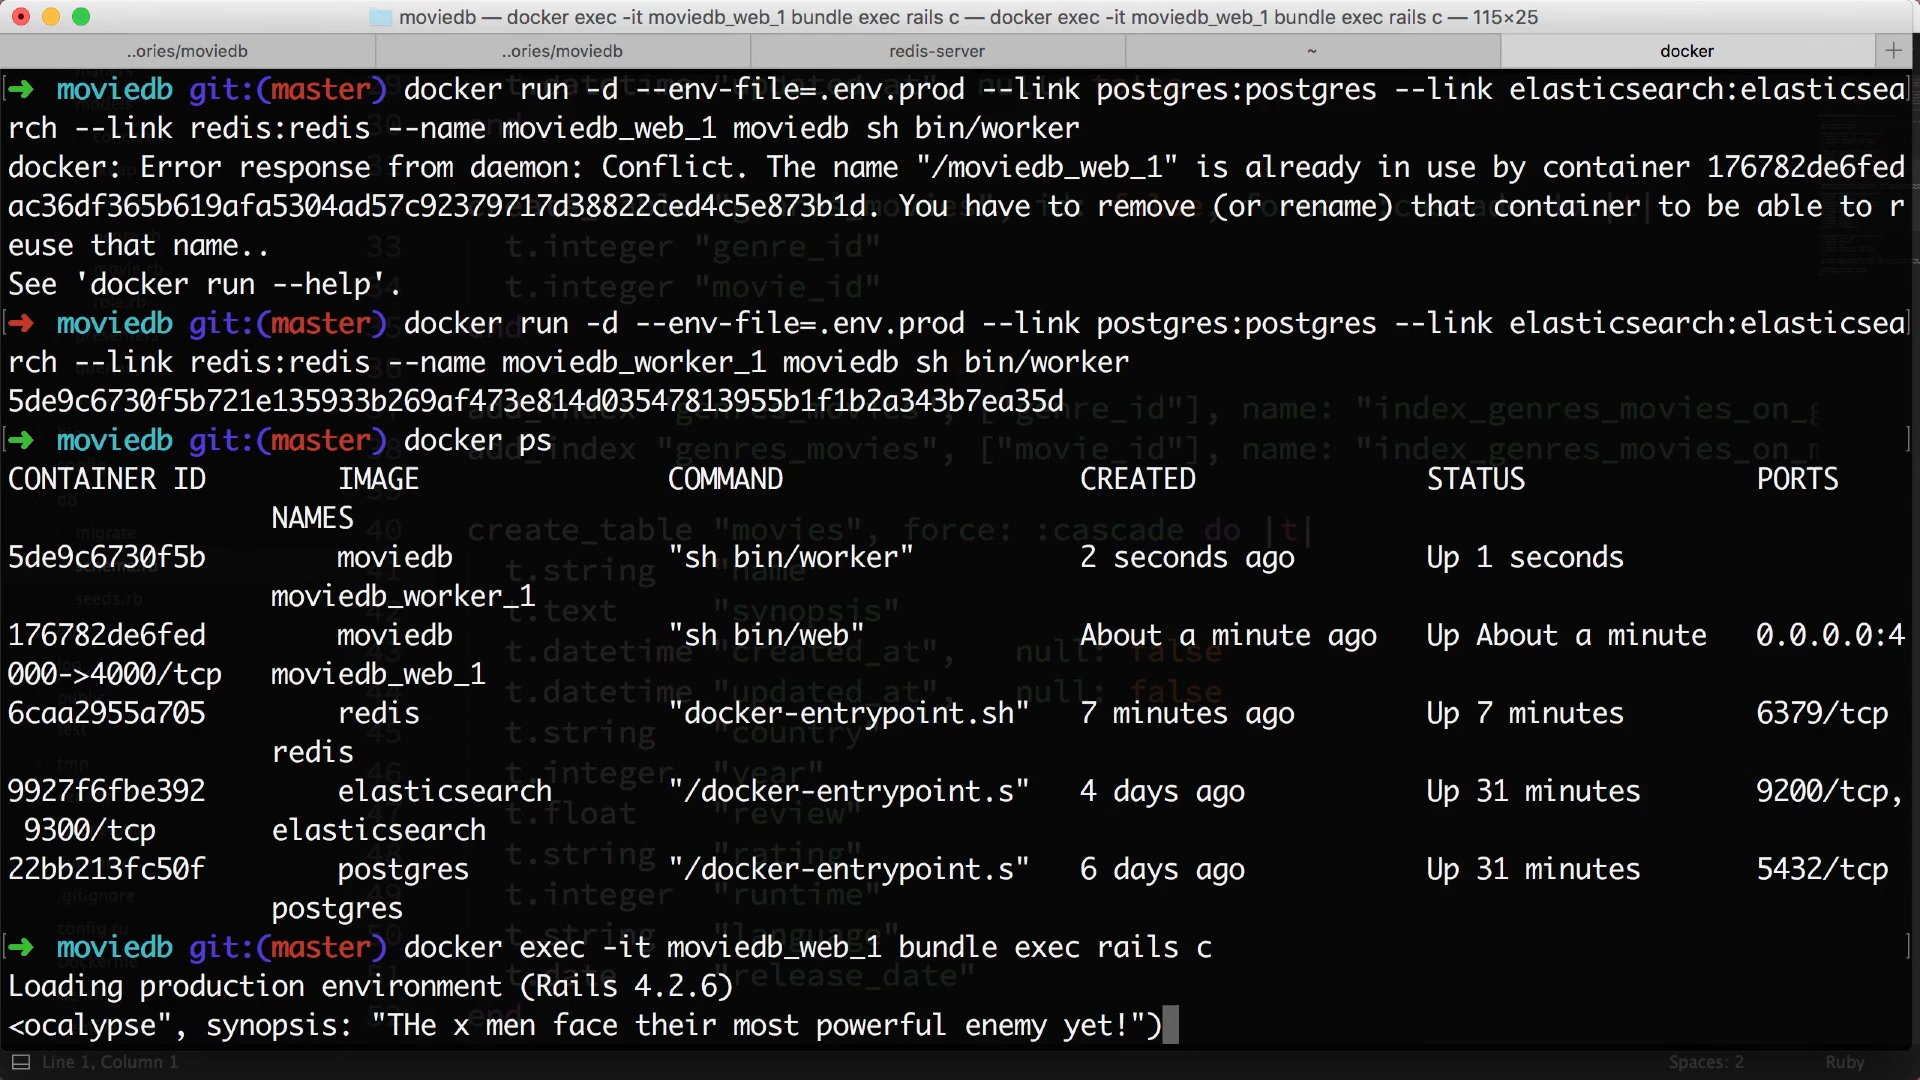 moviedb — docker exec -it moviedb_web_1 bundle exec rails c — docker exec -it moviedb_web_1 bundle exec rails c — 115×25
..ories/moviedb ..ories/moviedb redis-server ~ docker +
➜ moviedb git:(master) docker run -d --env-file=.env.prod --link postgres:postgres --link elasticsearch:elasticsea
rch --link redis:redis --name moviedb_web_1 moviedb sh bin/worker
docker: Error response from daemon: Conflict. The name "/moviedb_web_1" is already in use by container 176782de6fed
ac36df365b619afa5304ad57c92379717d38822ced4c5e873b1d. You have to remove (or rename) that container to be able to r
euse that name..
See 'docker run --help'.
➜ moviedb git:(master) docker run -d --env-file=.env.prod --link postgres:postgres --link elasticsearch:elasticsea
rch --link redis:redis --name moviedb_worker_1 moviedb sh bin/worker
5de9c6730f5b721e135933b269af473e814d03547813955b1f1b2a343b7ea35d
➜ moviedb git:(master) docker ps
CONTAINER ID IMAGE COMMAND CREATED STATUS PORTS
NAMES
5de9c6730f5b moviedb "sh bin/worker" 2 seconds ago Up 1 seconds
moviedb_worker_1
176782de6fed moviedb "sh bin/web" About a minute ago Up About a minute 0.0.0.0:4
000->4000/tcp moviedb_web_1
6caa2955a705 redis "docker-entrypoint.sh" 7 minutes ago Up 7 minutes 6379/tcp
redis
9927f6fbe392 elasticsearch "/docker-entrypoint.s" 4 days ago Up 31 minutes 9200/tcp,
9300/tcp elasticsearch
22bb213fc50f postgres "/docker-entrypoint.s" 6 days ago Up 31 minutes 5432/tcp
postgres
➜ moviedb git:(master) docker exec -it moviedb_web_1 bundle exec rails c
Loading production environment (Rails 4.2.6)
<ocalypse", synopsis: "THe x men face their most powerful enemy yet!")
Line 1, Column 1 Spaces: 2 Ruby